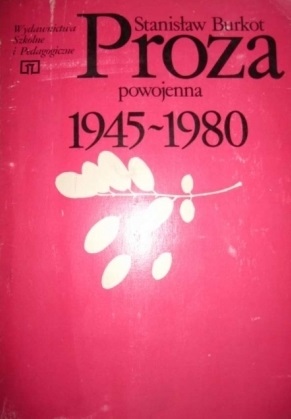 Wydawnictwa
Szkolne
i Pedagogiczne
Stanisław Burkot
Proza
powojenna
1945~1980